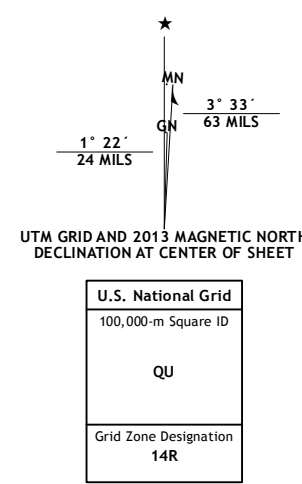 ★
MN
3° 33´
63 MILS
GN
1° 22´
24 MILS
UTM GRID AND 2013 MAGNETIC NORTH
DECLINATION AT CENTER OF SHEET
U.S. National Grid
100,000-m Square ID
QU
Grid Zone Designation
14R